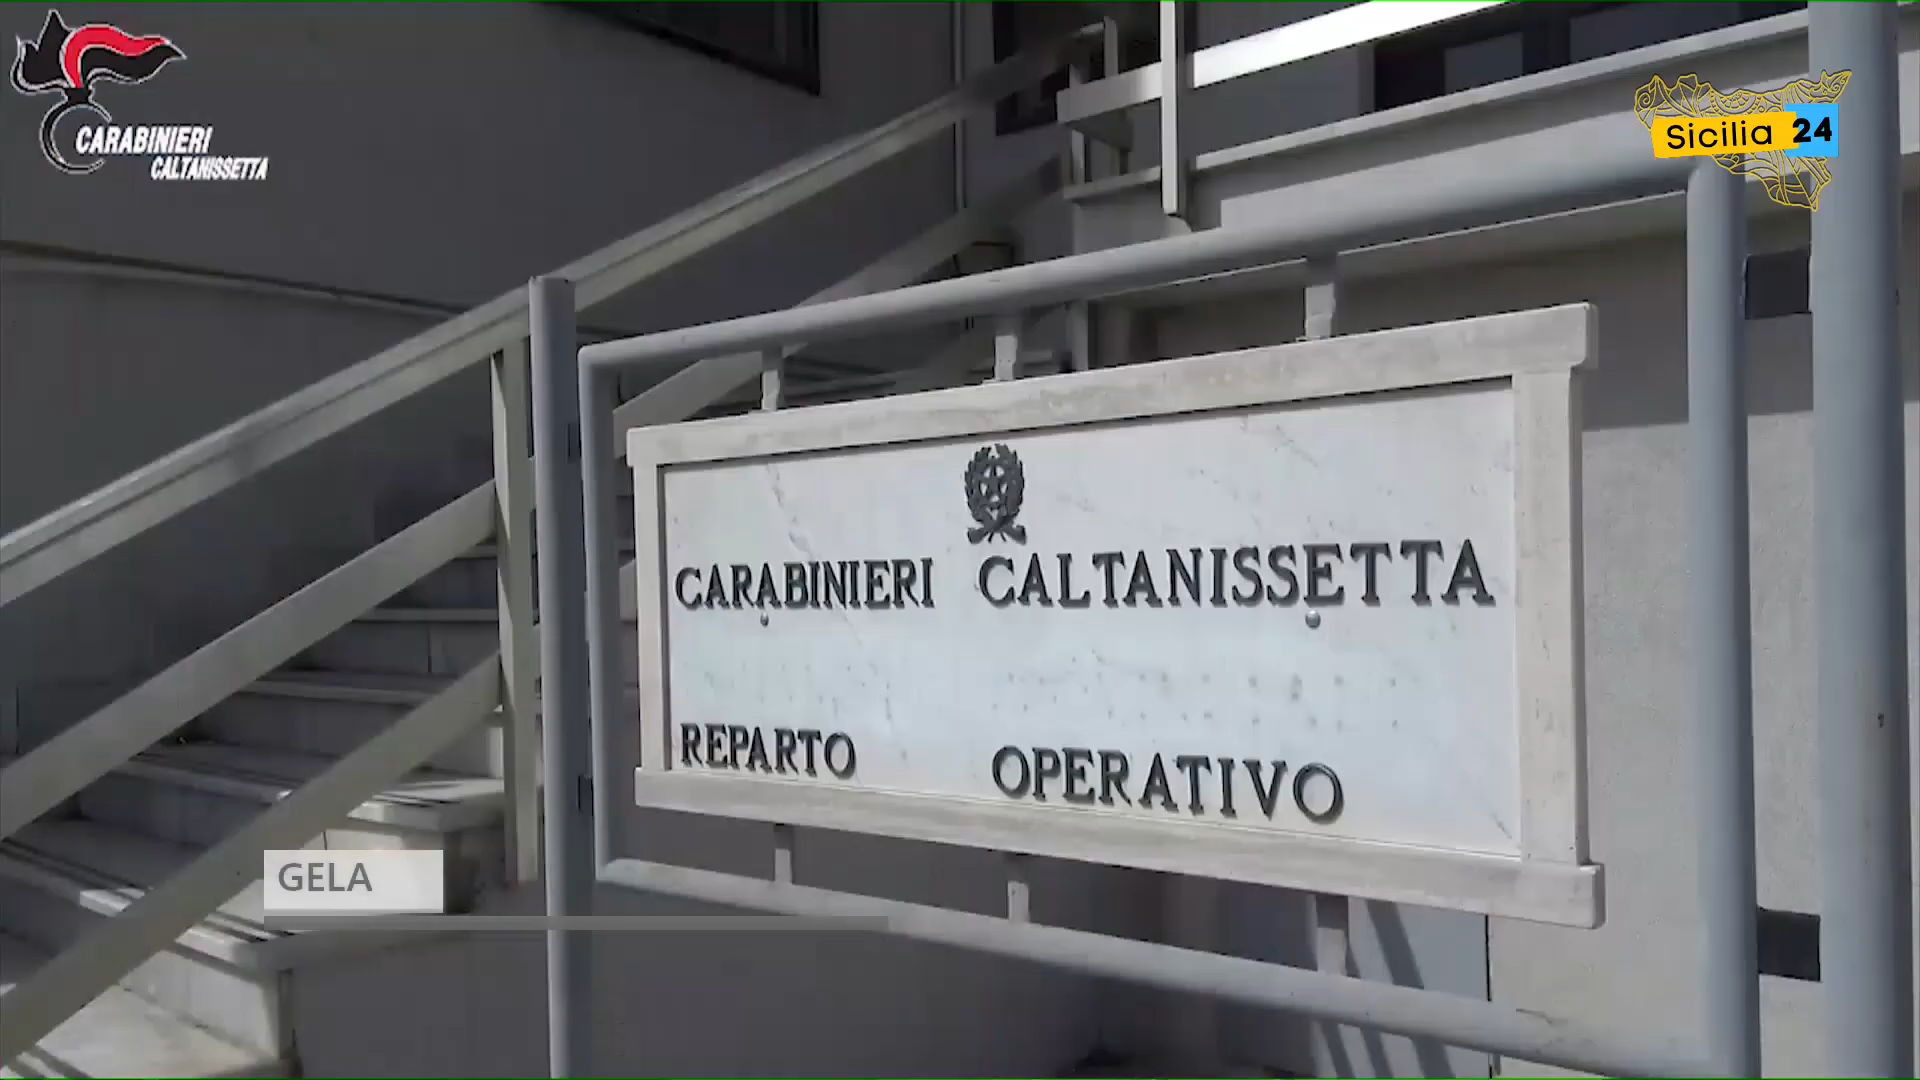 CARABINIERI
CALTANISSETTA
Sicilia 24
CARABINIERI CALTANISSETTA
REPARTO OPERATIVO
GELA